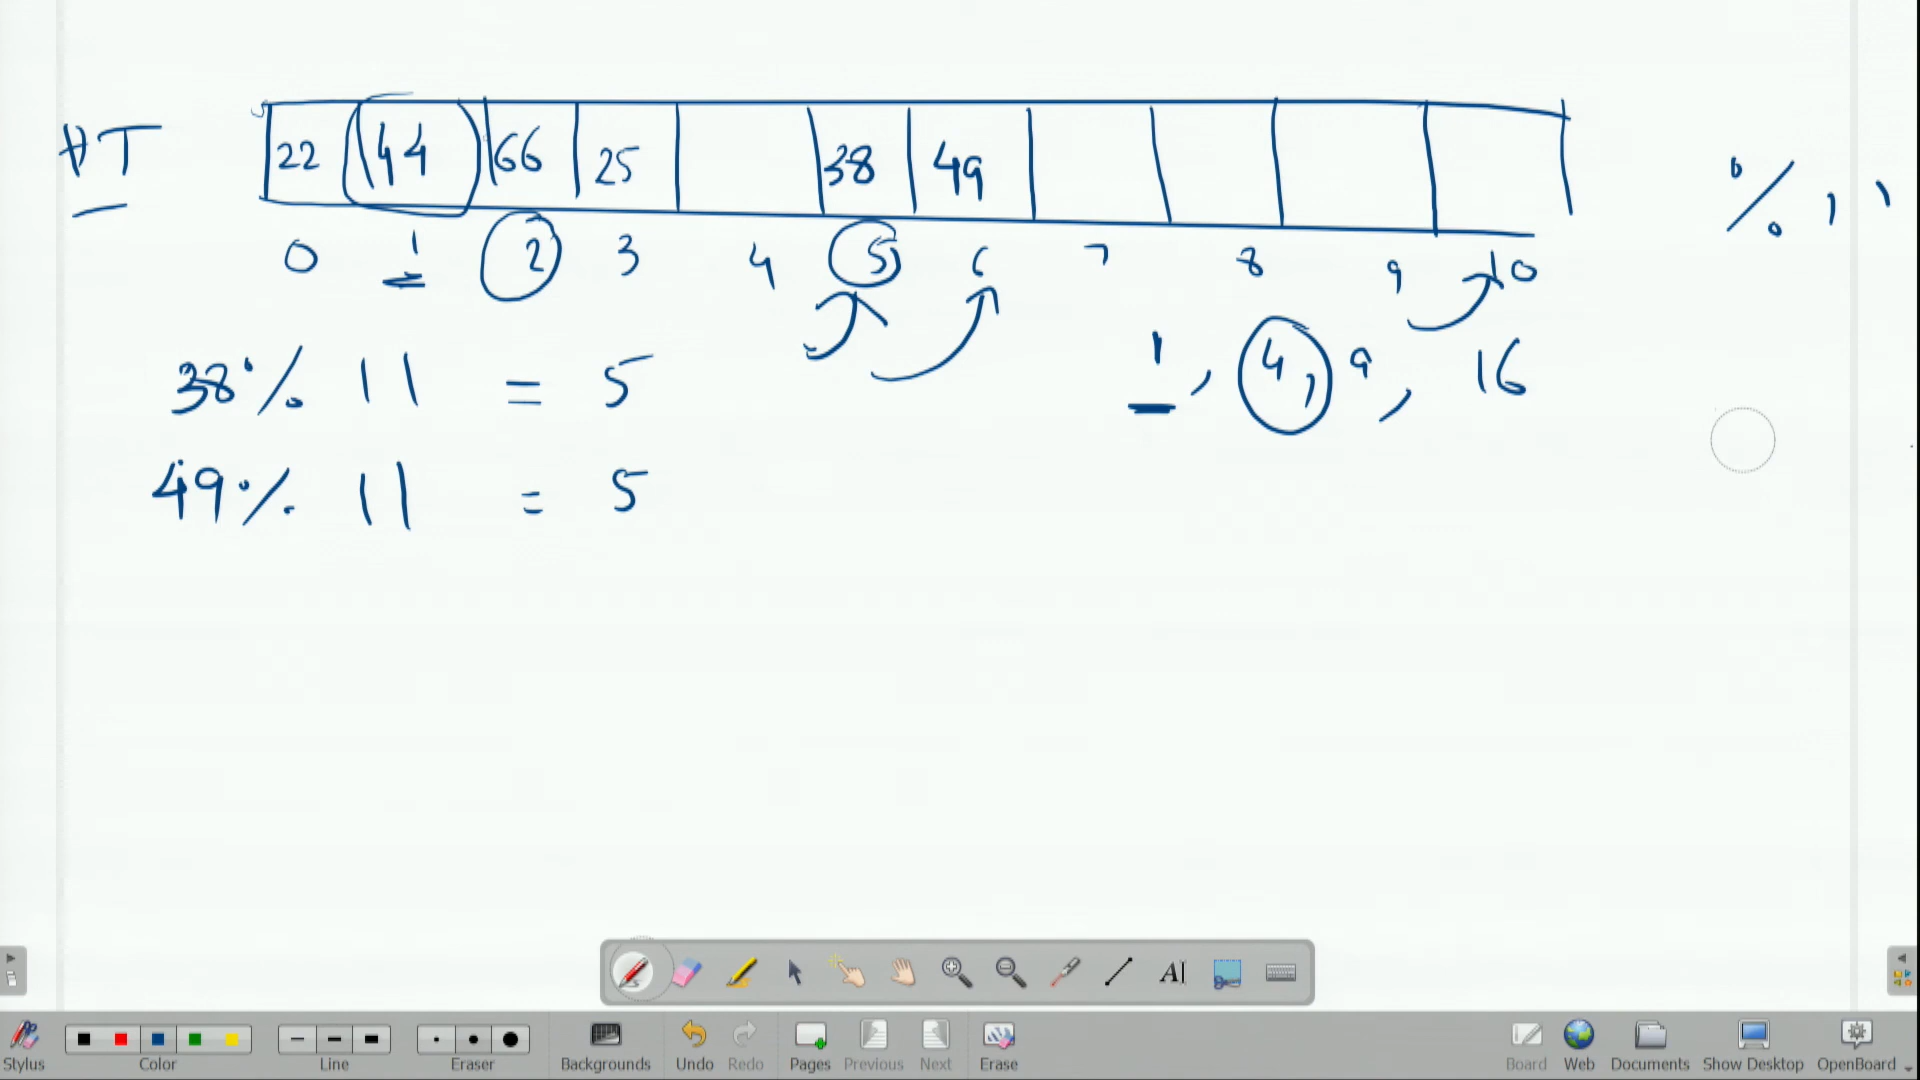 HT 22 44 66 25 38 49 % 11
0 1 2 3 4 5 6 7 8 9 10
38 % 11 = 5
1, 4, 9, 16
49 % 11 = 5
Stylus Color Line Eraser Backgrounds Undo Redo Pages Previous Next Erase Board Web Documents Show Desktop OpenBoard